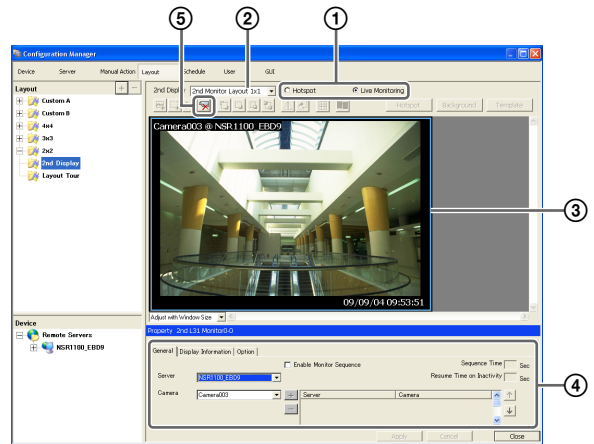 ⑤ ② ①
Configuration Manager
Device Server Manual Action Layout Schedule User GUI
Layout + −
2nd Display 2nd Monitor Layout 1x1 Hotspot Live Monitoring
Hotspot Background Template
Custom A
Custom B
4x4
3x3
2x2
2nd Display
Layout Tour
Camera003 @ NSR1100_EBD9
③
09/09/04 09:53:51
Adjust with Window Size
Device
Remote Servers
NSR1100_EBD9
Property 2nd L31 Monitor0-0
General Display Information Option
Enable Monitor Sequence Sequence Time Sec
Server NSR1100_EBD9 Resume Time on Inactivity Sec
Camera Camera003 + Server Camera
−
④
Apply Cancel Close